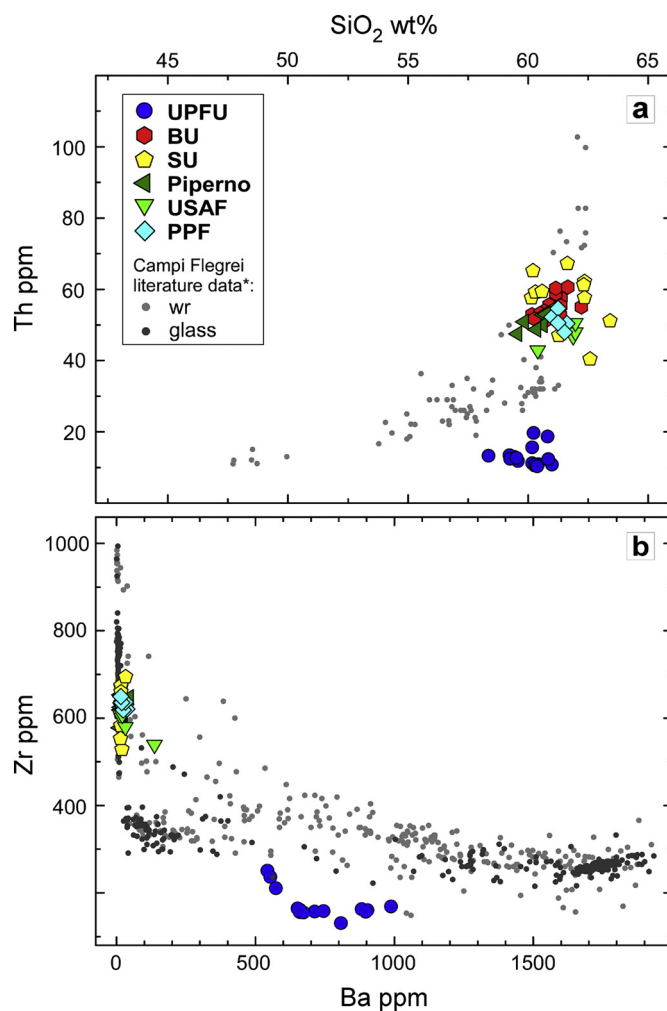 SiO2 wt%
45 50 55 60 65
a
UPFU
BU
SU
Piperno
USAF
PPF
Campi Flegrei
literature data*:
wr
glass
Th ppm
100
80
60
40
20
b
Zr ppm
1000
800
600
400
0 500 1000 1500
Ba ppm